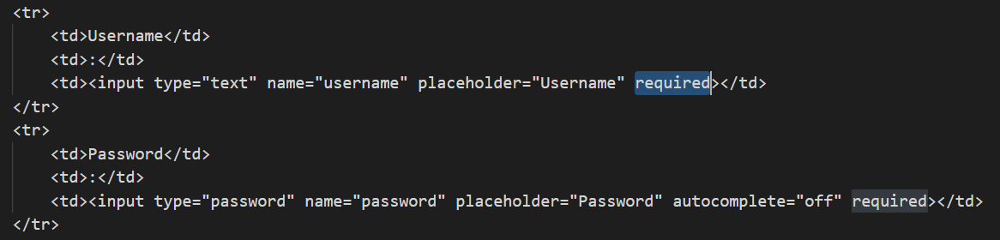 <tr>
    <td>Username</td>
    <td>:</td>
    <td><input type="text" name="username" placeholder="Username" required></td>
</tr>
<tr>
    <td>Password</td>
    <td>:</td>
    <td><input type="password" name="password" placeholder="Password" autocomplete="off" required></td>
</tr>